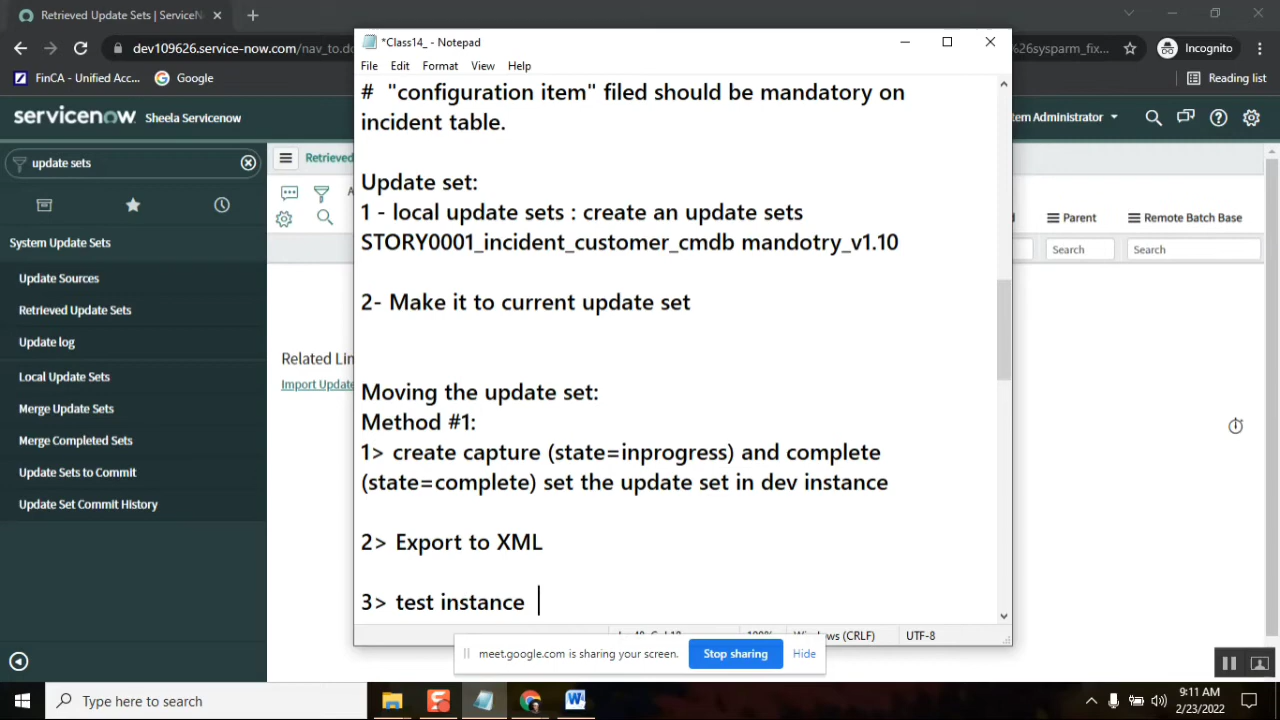 Retrieved Update Sets | ServiceN
dev109626.service-now.com/nav_to.do
%26sysparm_fix...
Incognito
FinCA - Unified Acc...
Google
Reading list
servicenow Sheela Servicenow
tem Administrator
update sets
System Update Sets
Update Sources
Retrieved Update Sets
Update log
Local Update Sets
Merge Update Sets
Merge Completed Sets
Update Sets to Commit
Update Set Commit History
Retrieved
Parent
Remote Batch Base
Search
Search
Related Lin
Import Update
*Class14_ - Notepad
File Edit Format View Help
# "configuration item" filed should be mandatory on
incident table.
Update set:
1 - local update sets : create an update sets
STORY0001_incident_customer_cmdb mandotry_v1.10
2- Make it to current update set
Moving the update set:
Method #1:
1> create capture (state=inprogress) and complete
(state=complete) set the update set in dev instance
2> Export to XML
3> test instance
100%
Windows (CRLF)
UTF-8
meet.google.com is sharing your screen.
Stop sharing
Hide
Type here to search
9:11 AM
2/23/2022